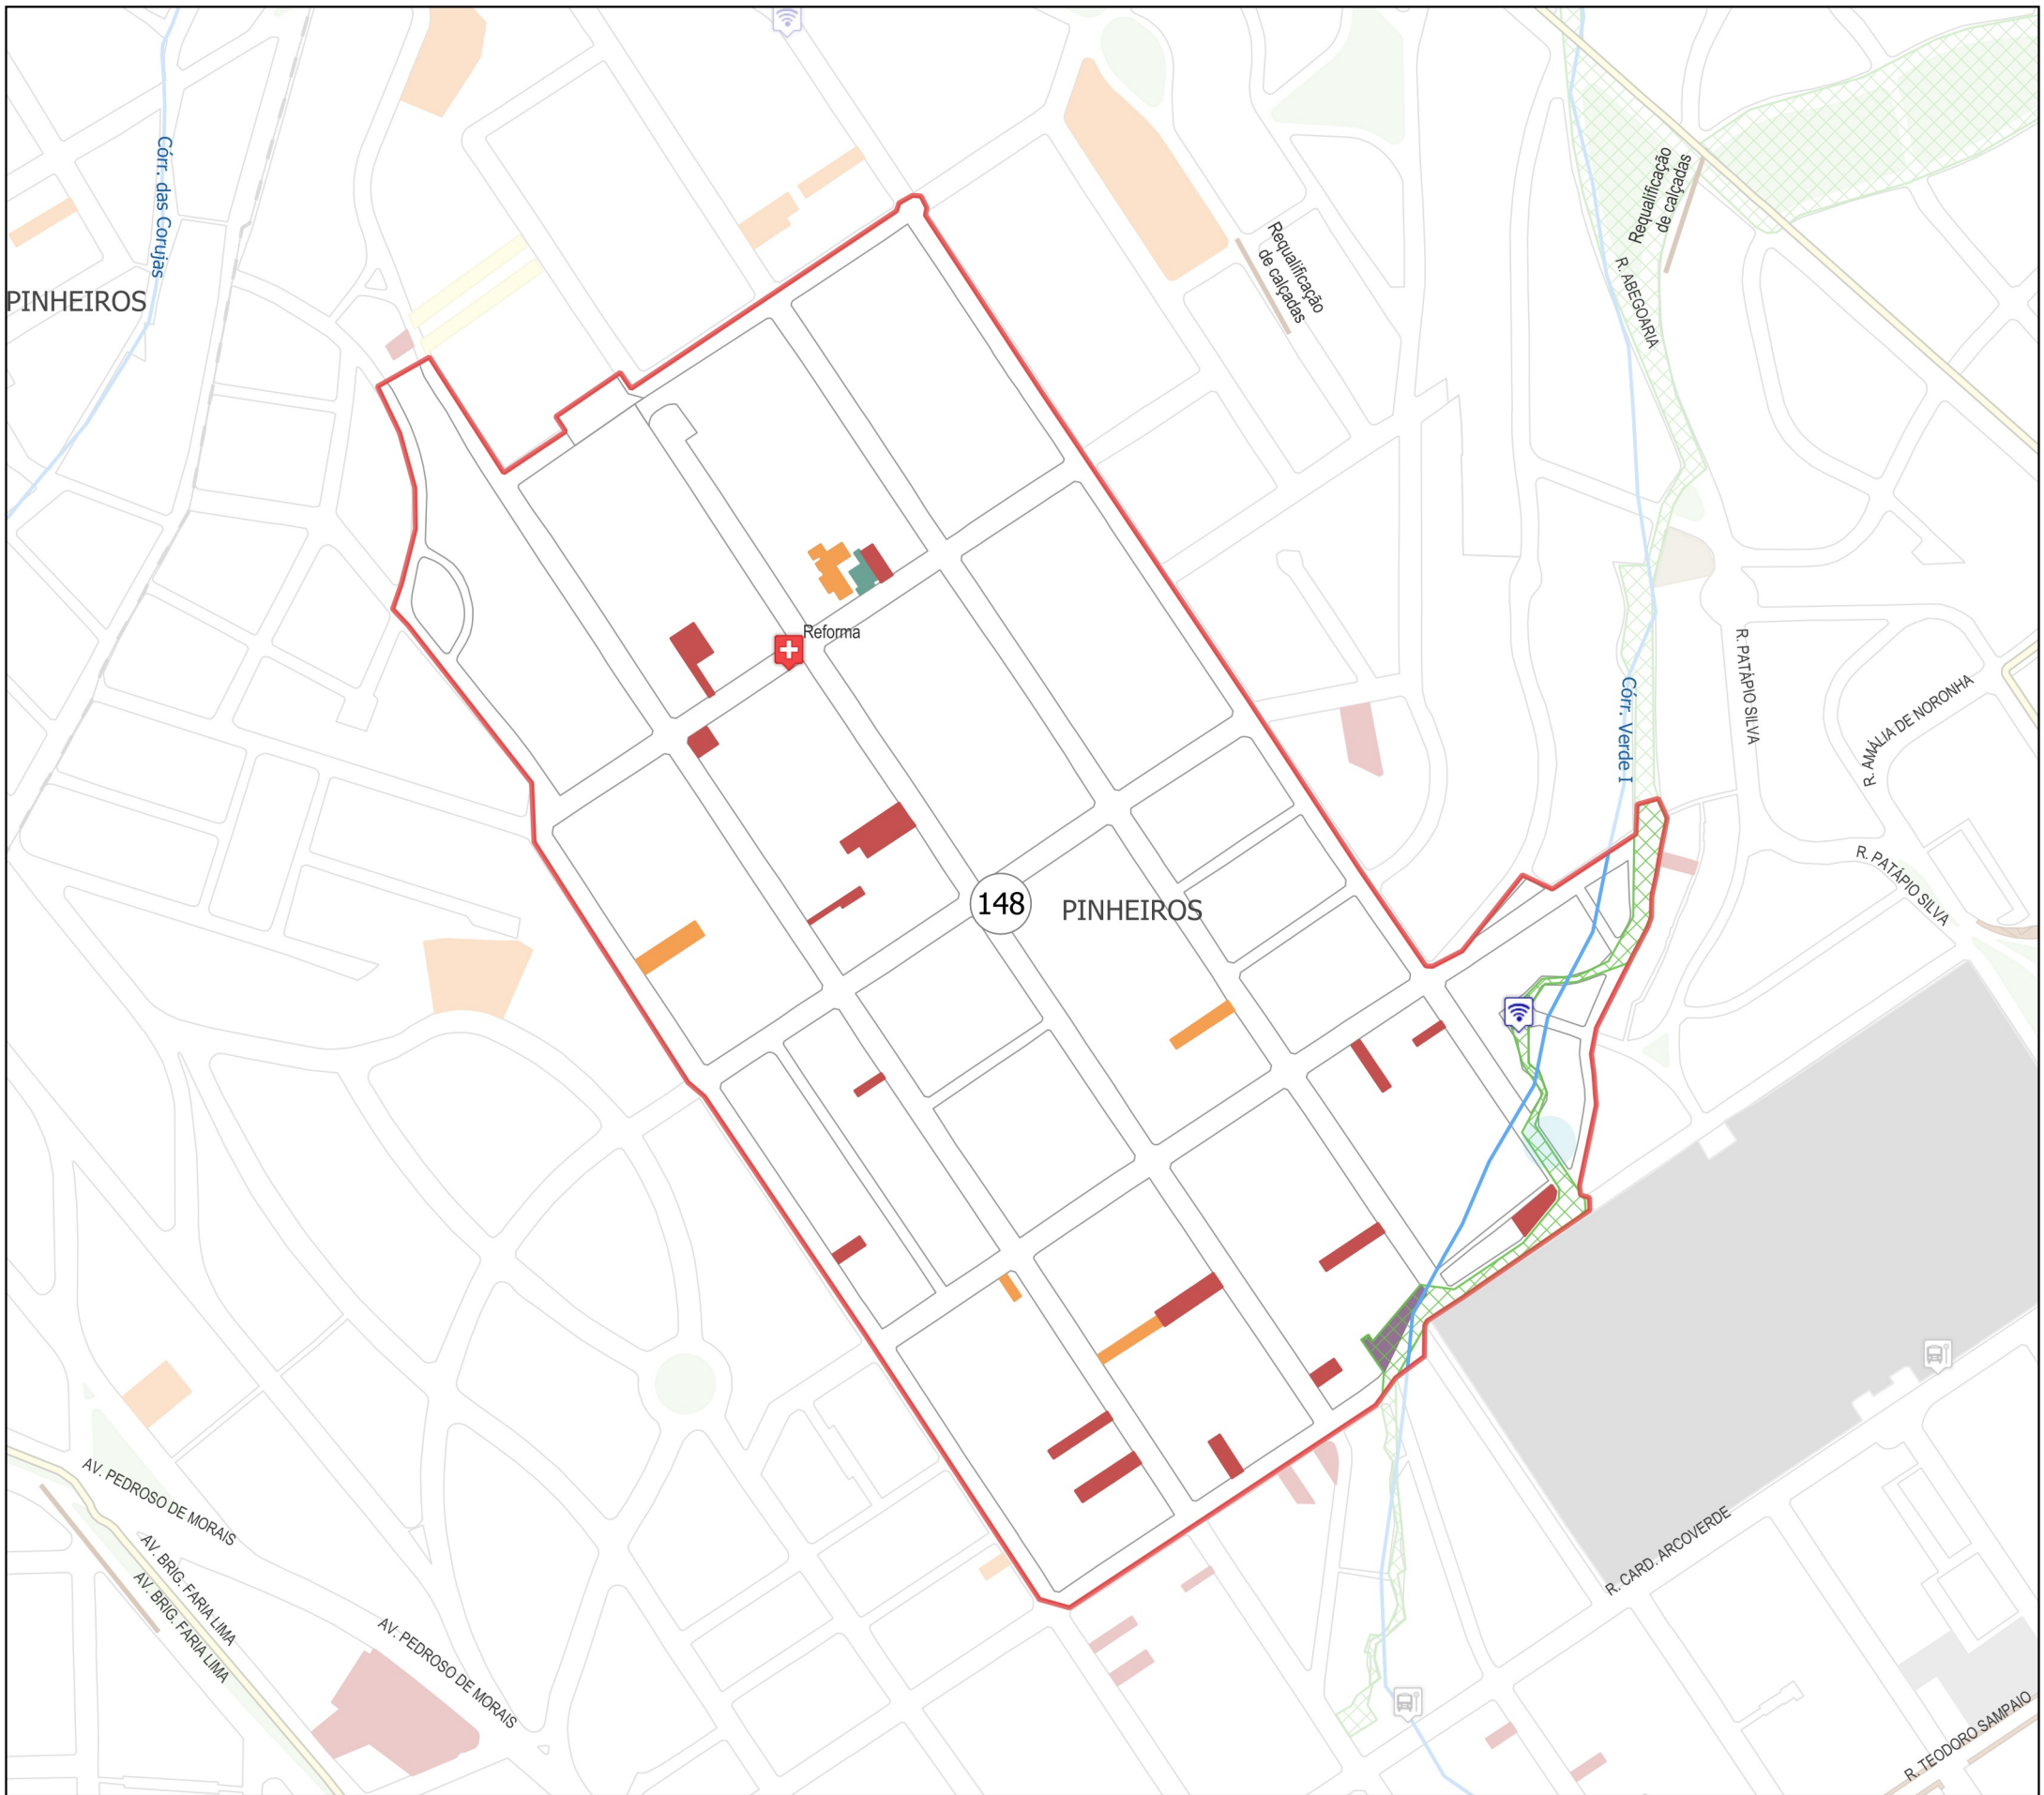 Córr. das Corujas
Requalificação
de calçadas
Requalificação
de calçadas
R. ABEGOARIA
PINHEIROS
Reforma
R. PATÁPIO SILVA
Córr. Verde I
R. AMÁLIA DE NORONHA
R. PATÁPIO SILVA
148
PINHEIROS
AV. PEDROSO DE MORAIS
AV. BRIG. FARIA LIMA
AV. BRIG. FARIA LIMA
AV. PEDROSO DE MORAIS
R. CARD. ARCOVERDE
R. TEODORO SAMPAIO